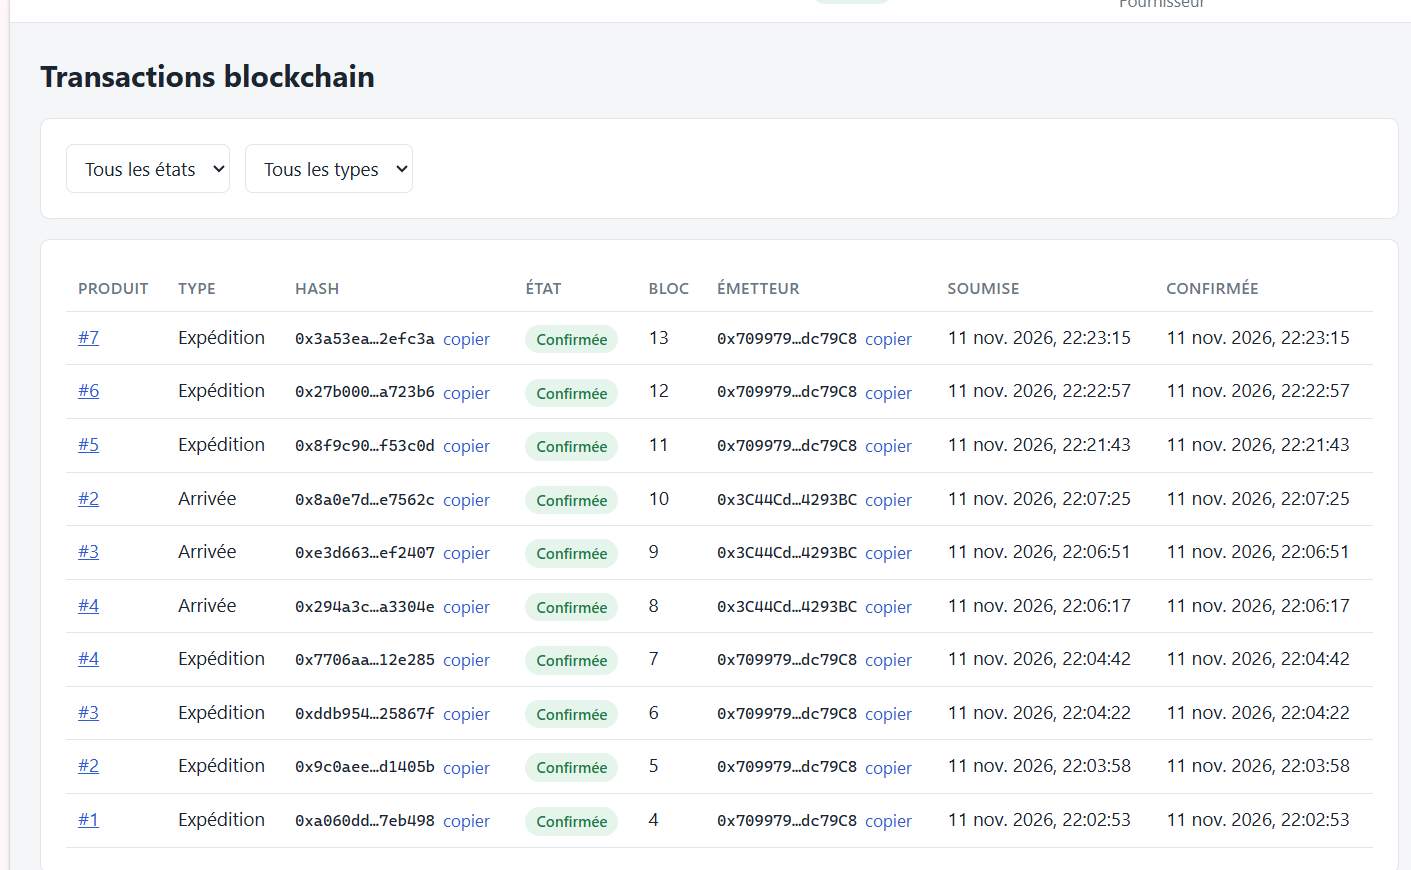 Fournisseur
Transactions blockchain
Tous les états Tous les types
PRODUIT TYPE HASH ÉTAT BLOC ÉMETTEUR SOUMISE CONFIRMÉE
#7 Expédition 0x3a53ea…2efc3a copier Confirmée 13 0x709979…dc79C8 copier 11 nov. 2026, 22:23:15 11 nov. 2026, 22:23:15
#6 Expédition 0x27b000…a723b6 copier Confirmée 12 0x709979…dc79C8 copier 11 nov. 2026, 22:22:57 11 nov. 2026, 22:22:57
#5 Expédition 0x8f9c90…f53c0d copier Confirmée 11 0x709979…dc79C8 copier 11 nov. 2026, 22:21:43 11 nov. 2026, 22:21:43
#2 Arrivée 0x8a0e7d…e7562c copier Confirmée 10 0x3C44Cd…4293BC copier 11 nov. 2026, 22:07:25 11 nov. 2026, 22:07:25
#3 Arrivée 0xe3d663…ef2407 copier Confirmée 9 0x3C44Cd…4293BC copier 11 nov. 2026, 22:06:51 11 nov. 2026, 22:06:51
#4 Arrivée 0x294a3c…a3304e copier Confirmée 8 0x3C44Cd…4293BC copier 11 nov. 2026, 22:06:17 11 nov. 2026, 22:06:17
#4 Expédition 0x7706aa…12e285 copier Confirmée 7 0x709979…dc79C8 copier 11 nov. 2026, 22:04:42 11 nov. 2026, 22:04:42
#3 Expédition 0xddb954…25867f copier Confirmée 6 0x709979…dc79C8 copier 11 nov. 2026, 22:04:22 11 nov. 2026, 22:04:22
#2 Expédition 0x9c0aee…d1405b copier Confirmée 5 0x709979…dc79C8 copier 11 nov. 2026, 22:03:58 11 nov. 2026, 22:03:58
#1 Expédition 0xa060dd…7eb498 copier Confirmée 4 0x709979…dc79C8 copier 11 nov. 2026, 22:02:53 11 nov. 2026, 22:02:53